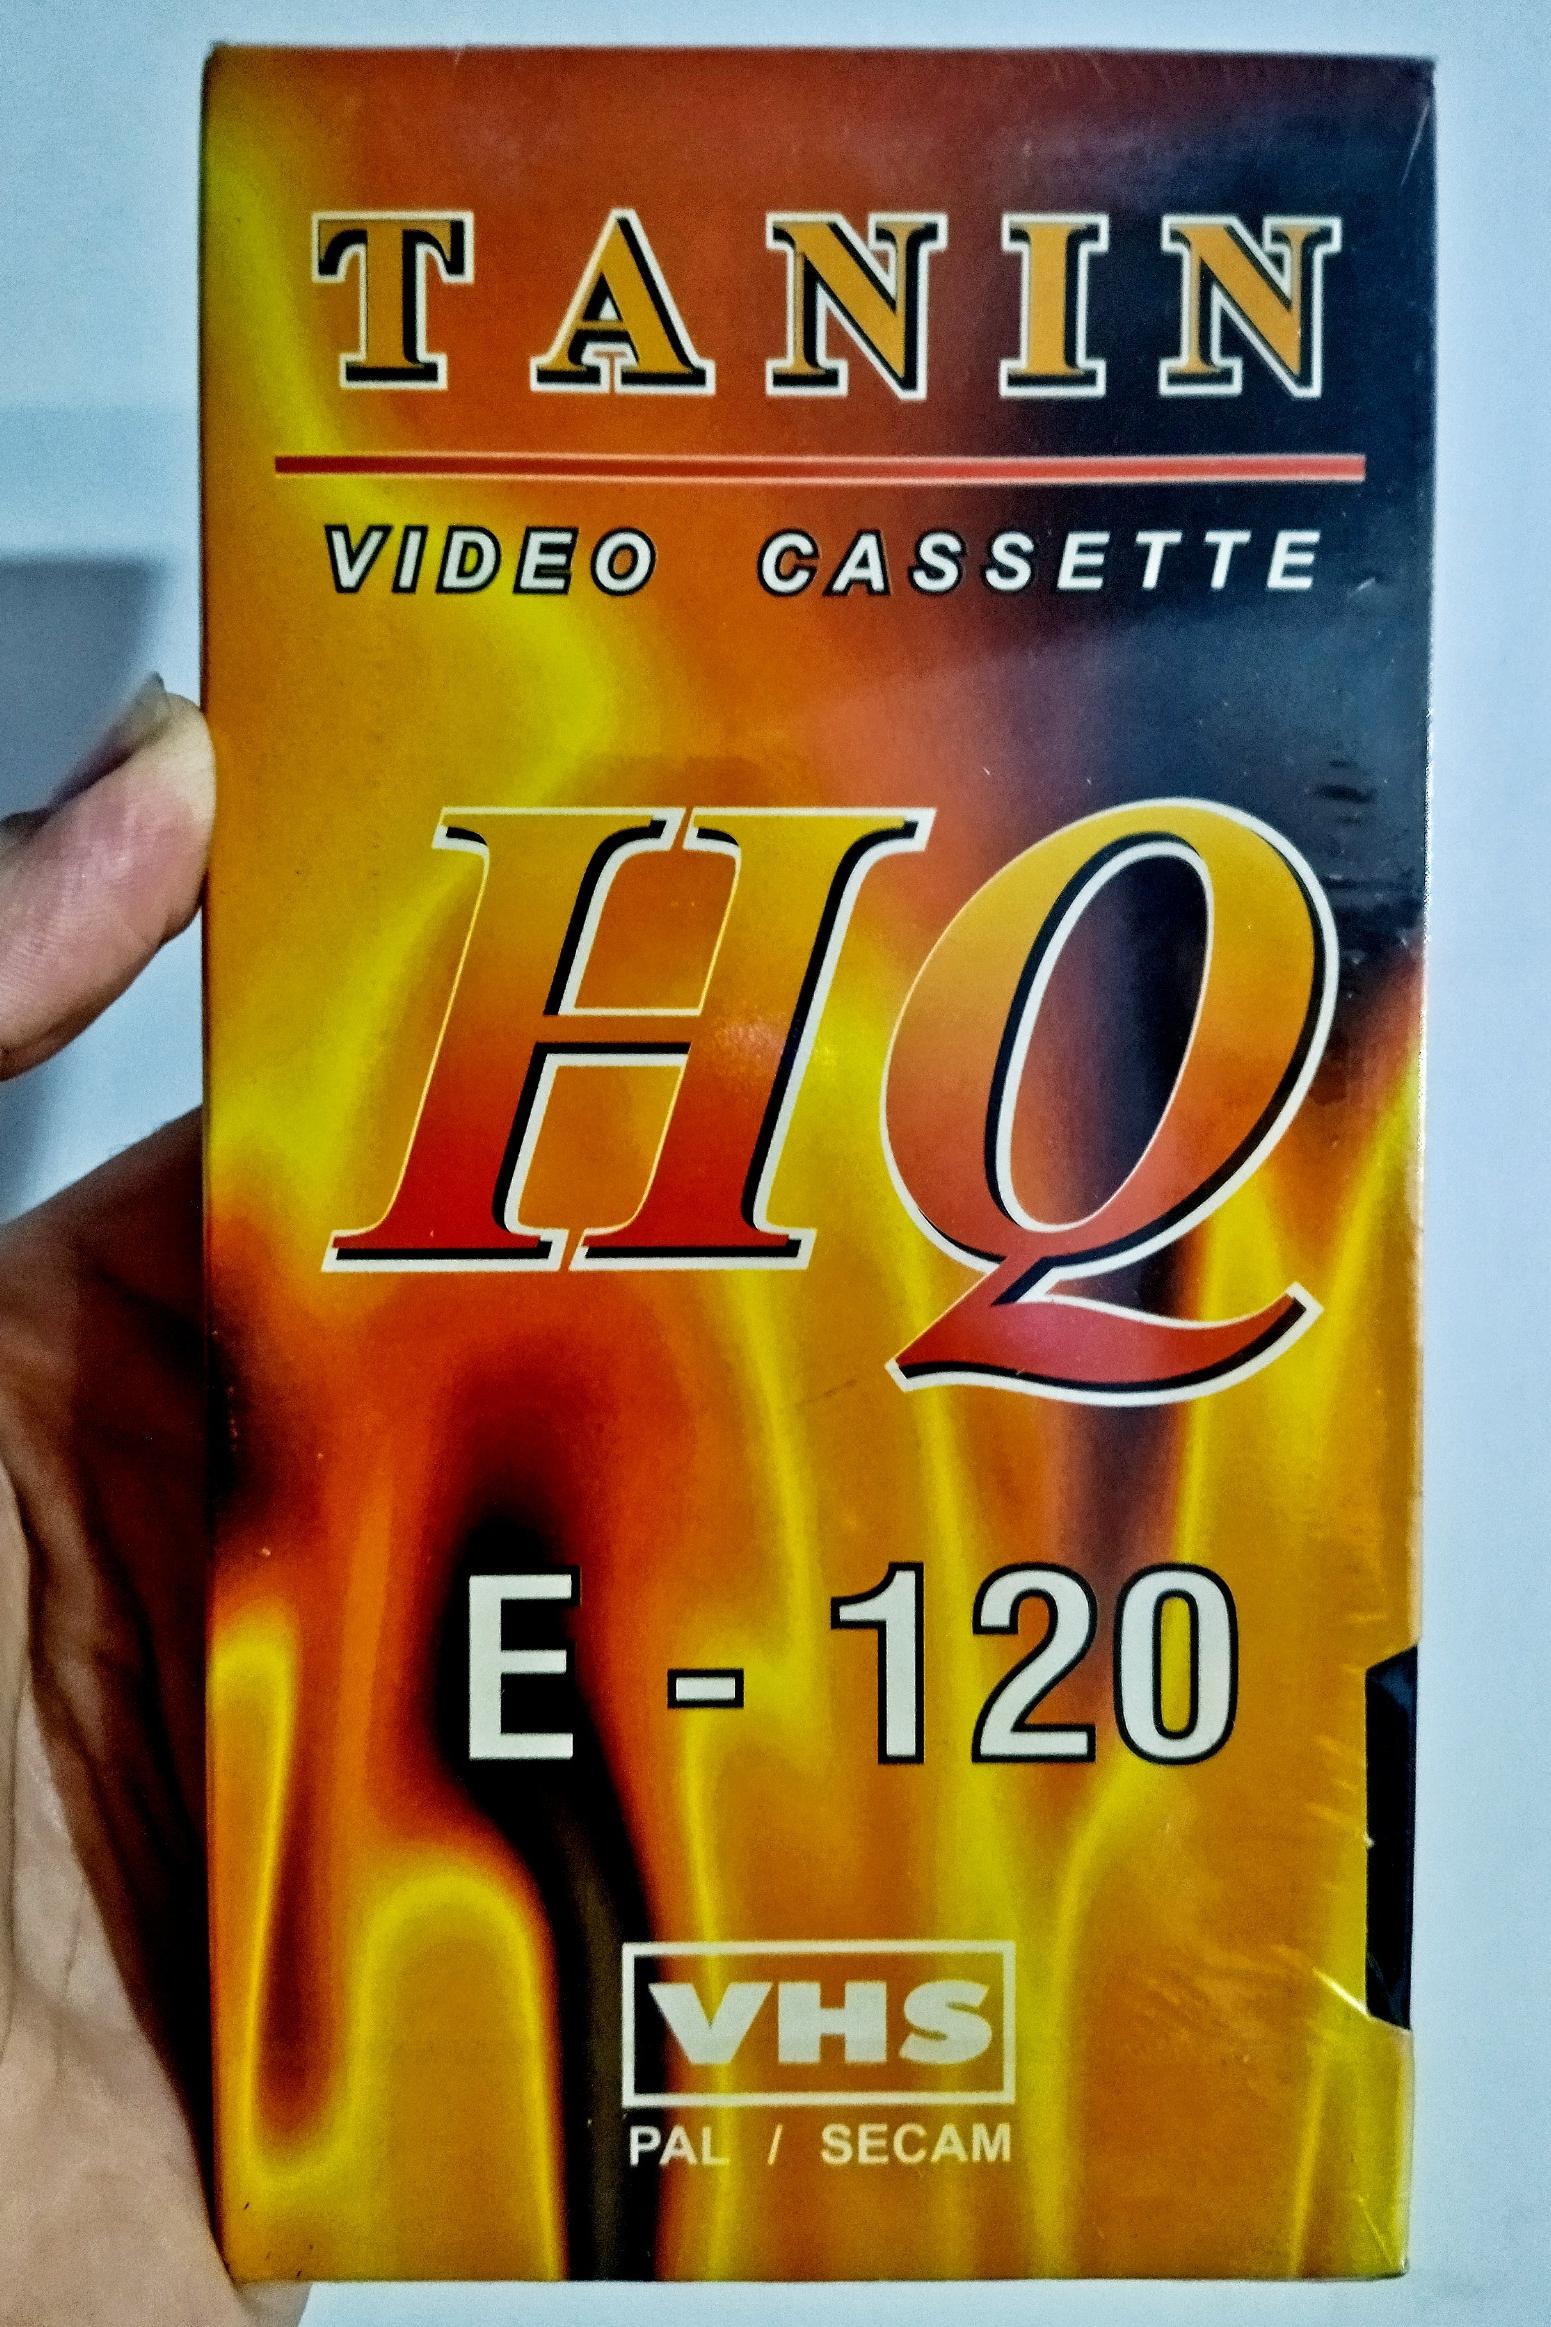 TANIN
VIDEO CASSETTE
HQ
E - 120
VHS
PAL / SECAM